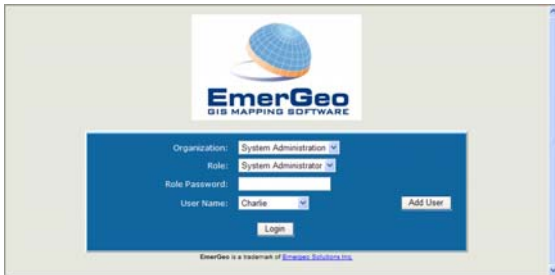 EmerGeo
GIS MAPPING SOFTWARE
Organization: System Administration
Role: System Administrator
Role Password:
User Name: Charlie Add User
Login
EmerGeo is a trademark of Emergeo Solutions Inc.